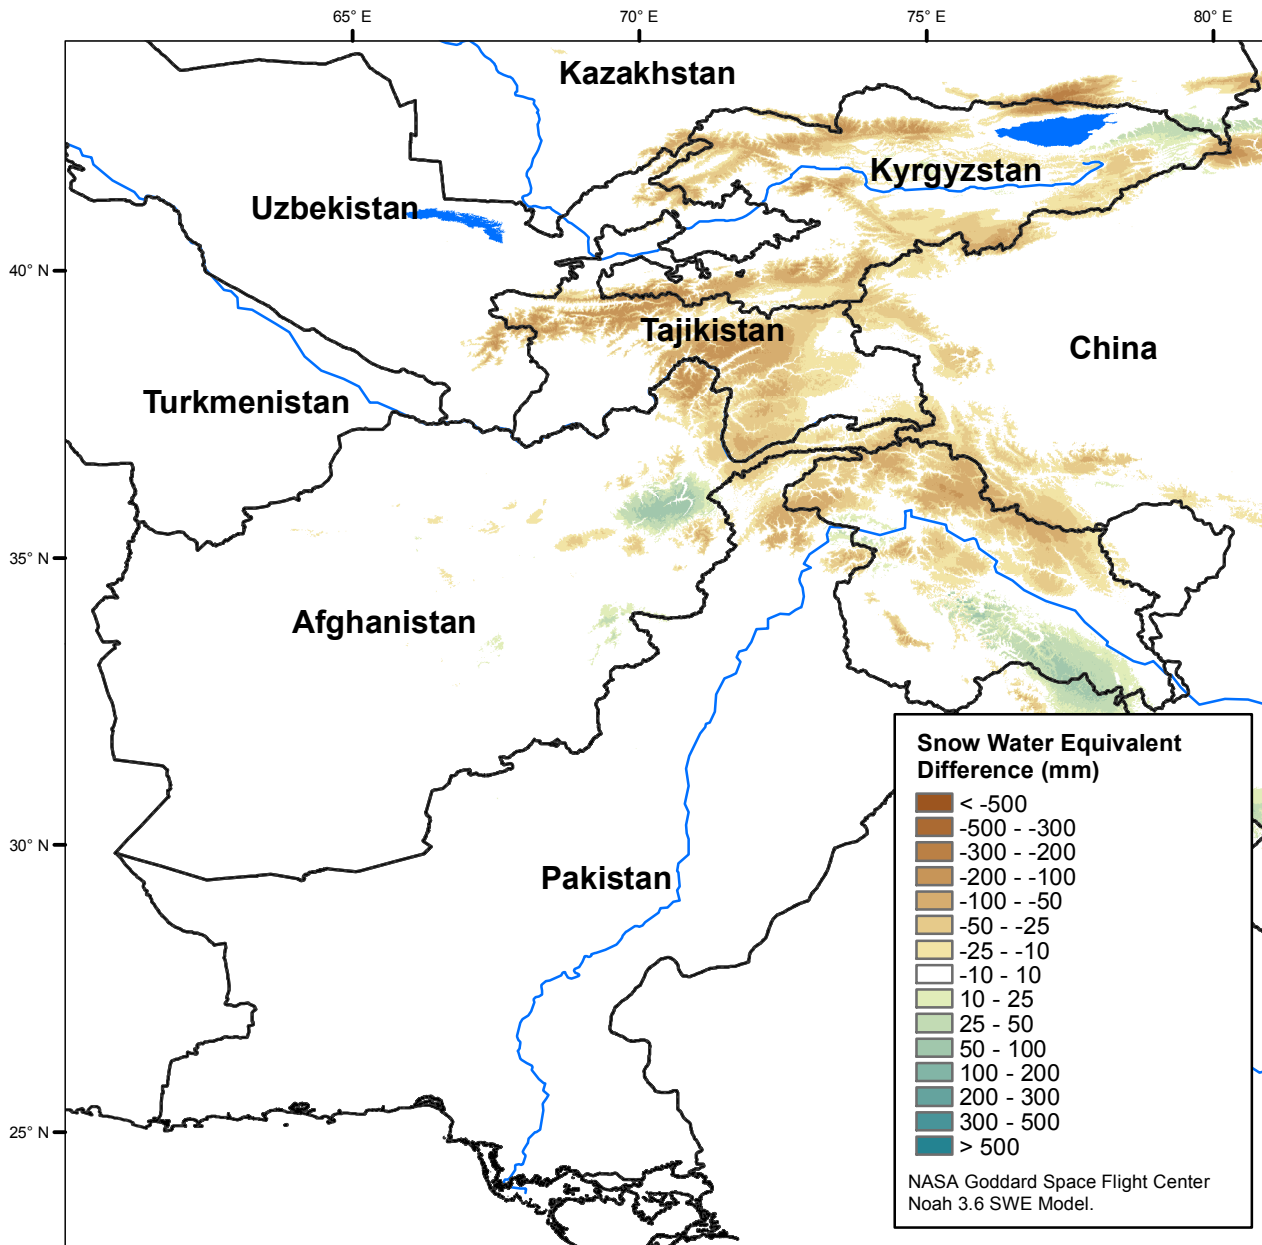 65° E
70° E
75° E
80° E
Kazakhstan
Kyrgyzstan
Uzbekistan
40° N
Tajikistan
China
Turkmenistan
35° N
Afghanistan
Snow Water Equivalent
Difference (mm)
< -500
-500 - -300
-300 - -200
-200 - -100
-100 - -50
-50 - -25
-25 - -10
-10 - 10
10 - 25
25 - 50
50 - 100
100 - 200
200 - 300
300 - 500
> 500
30° N
Pakistan
25° N
NASA Goddard Space Flight Center
Noah 3.6 SWE Model.